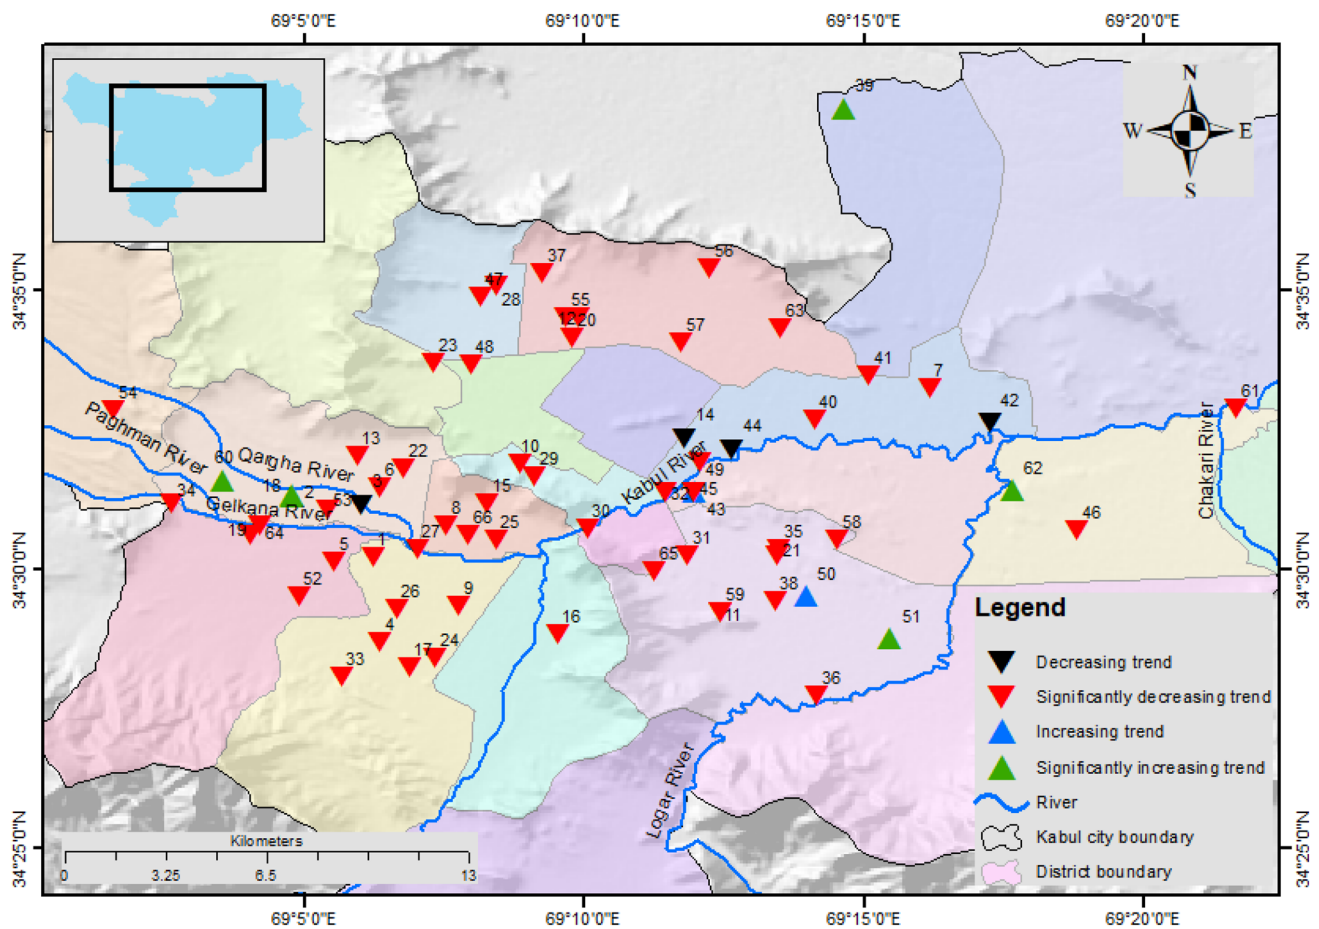 69°5'0"E 69°10'0"E 69°15'0"E 69°20'0"E
N
W E
S
39
56
37
47
28
34°35'0"N 34°35'0"N
55
12 20
63
57
23 48
41
7
61
54
42
40
14
44
Paghman River
Qargha River
Kabul River
Chakari River
13
22
10
29
60
6
3
49
62
34
18
2
53
Gelkana River
15
32 45
43
46
19 64
8
66
25
30
35
58
21
5
1
27
31
65
34°30'0"N 34°30'0"N
52
26
9
38
50
59
11
51
4
16
17
24
33
36
Logar River
Legend
Decreasing trend
Significantly decreasing trend
Increasing trend
Significantly increasing trend
River
Kabul city boundary
District boundary
Kilometers
0 3.25 6.5 13
34°25'0"N 34°25'0"N
69°5'0"E 69°10'0"E 69°15'0"E 69°20'0"E